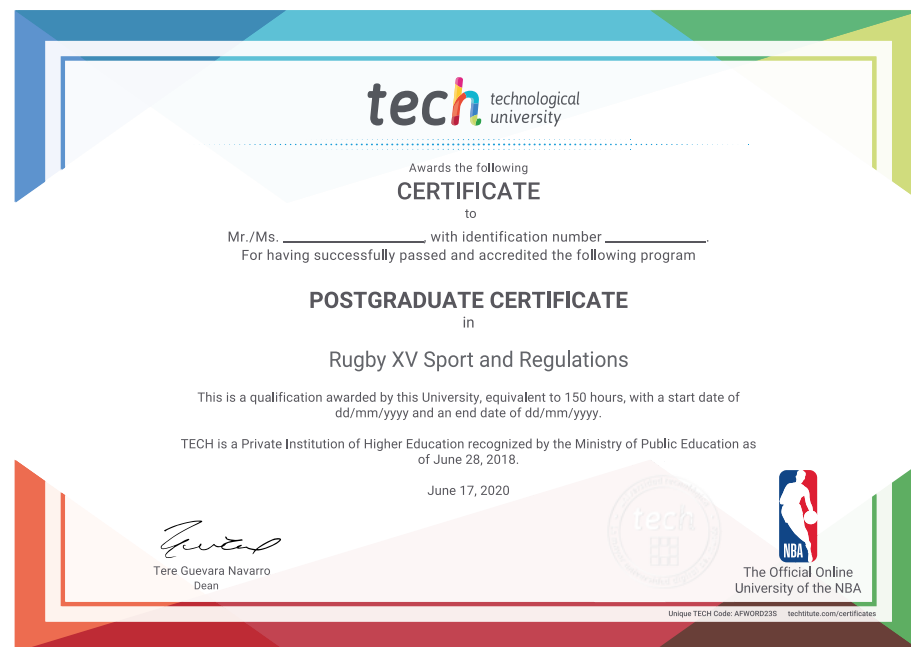 tech technological
university
Awards the following
CERTIFICATE
to
Mr./Ms. ____________________, with identification number ______________.
For having successfully passed and accredited the following program
POSTGRADUATE CERTIFICATE
in
Rugby XV Sport and Regulations
This is a qualification awarded by this University, equivalent to 150 hours, with a start date of
dd/mm/yyyy and an end date of dd/mm/yyyy.
TECH is a Private Institution of Higher Education recognized by the Ministry of Public Education as
of June 28, 2018.
June 17, 2020
tech
Tere Guevara Navarro
Dean
NBA
The Official Online
University of the NBA
Unique TECH Code: AFWORD23S techtitute.com/certificates